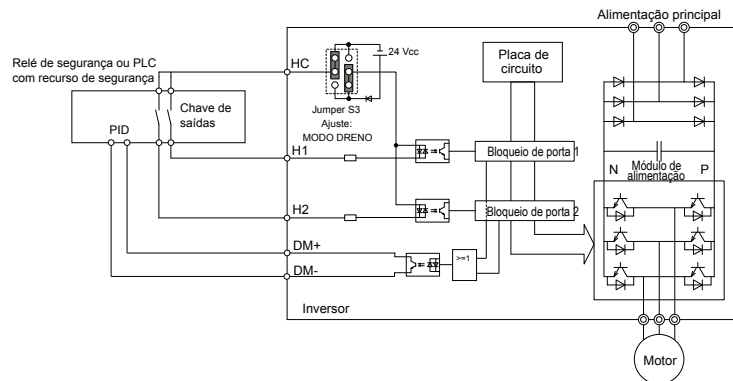 Alimentação principal
24 Vcc
HC
Placa de
circuito
Relé de segurança ou PLC
com recurso de segurança
Jumper S3
Ajuste:
MODO DRENO
Chave de
saídas
PID
H1
Bloqueio de porta 1
N
Módulo de
alimentação
P
H2
Bloqueio de porta 2
DM+
DM-
>=1
Inversor
Motor